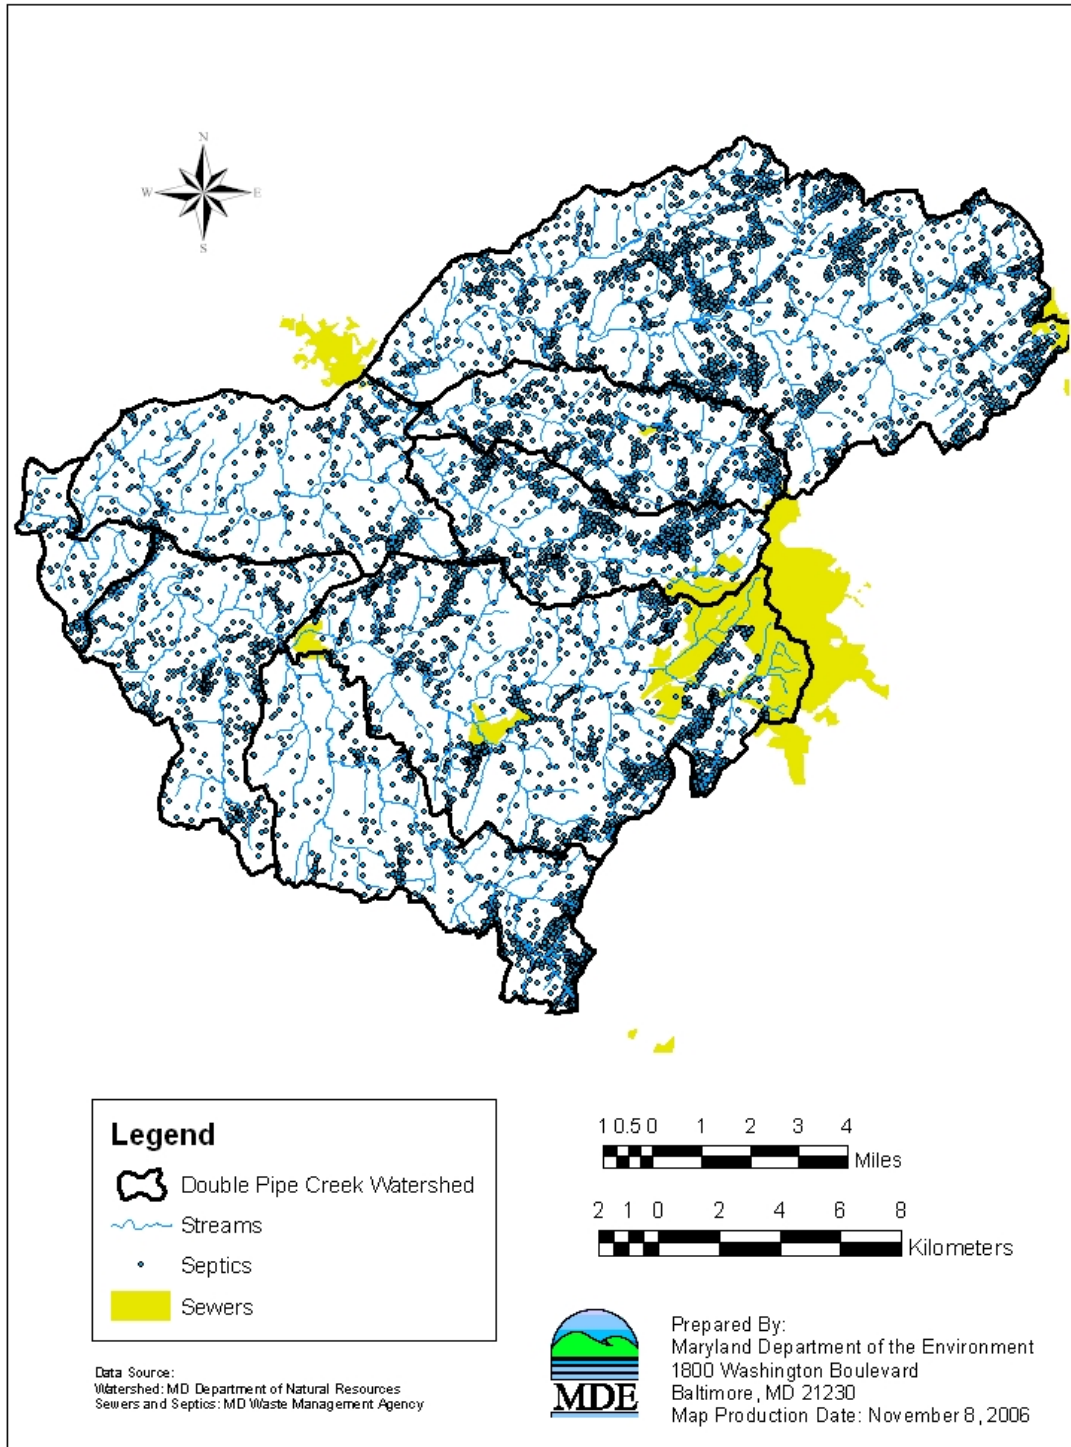 N
W E
S
Legend
Double Pipe Creek Watershed
Streams
Septics
Sewers
1 0.5 0 1 2 3 4
Miles
2 1 0 2 4 6 8
Kilometers
Data Source:
Watershed: MD Department of Natural Resources
Sewers and Septics: MD Waste Management Agency
MDE
Prepared By:
Maryland Department of the Environment
1800 Washington Boulevard
Baltimore, MD 21230
Map Production Date: November 8, 2006